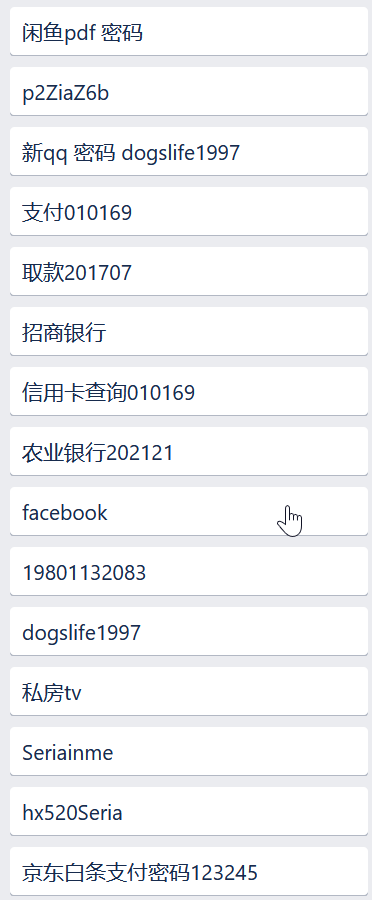 闲鱼pdf 密码
p2ZiaZ6b
新qq 密码 dogslife1997
支付010169
取款201707
招商银行
信用卡查询010169
农业银行202121
facebook
19801132083
dogslife1997
私房tv
Seriainme
hx520Seria
京东白条支付密码123245